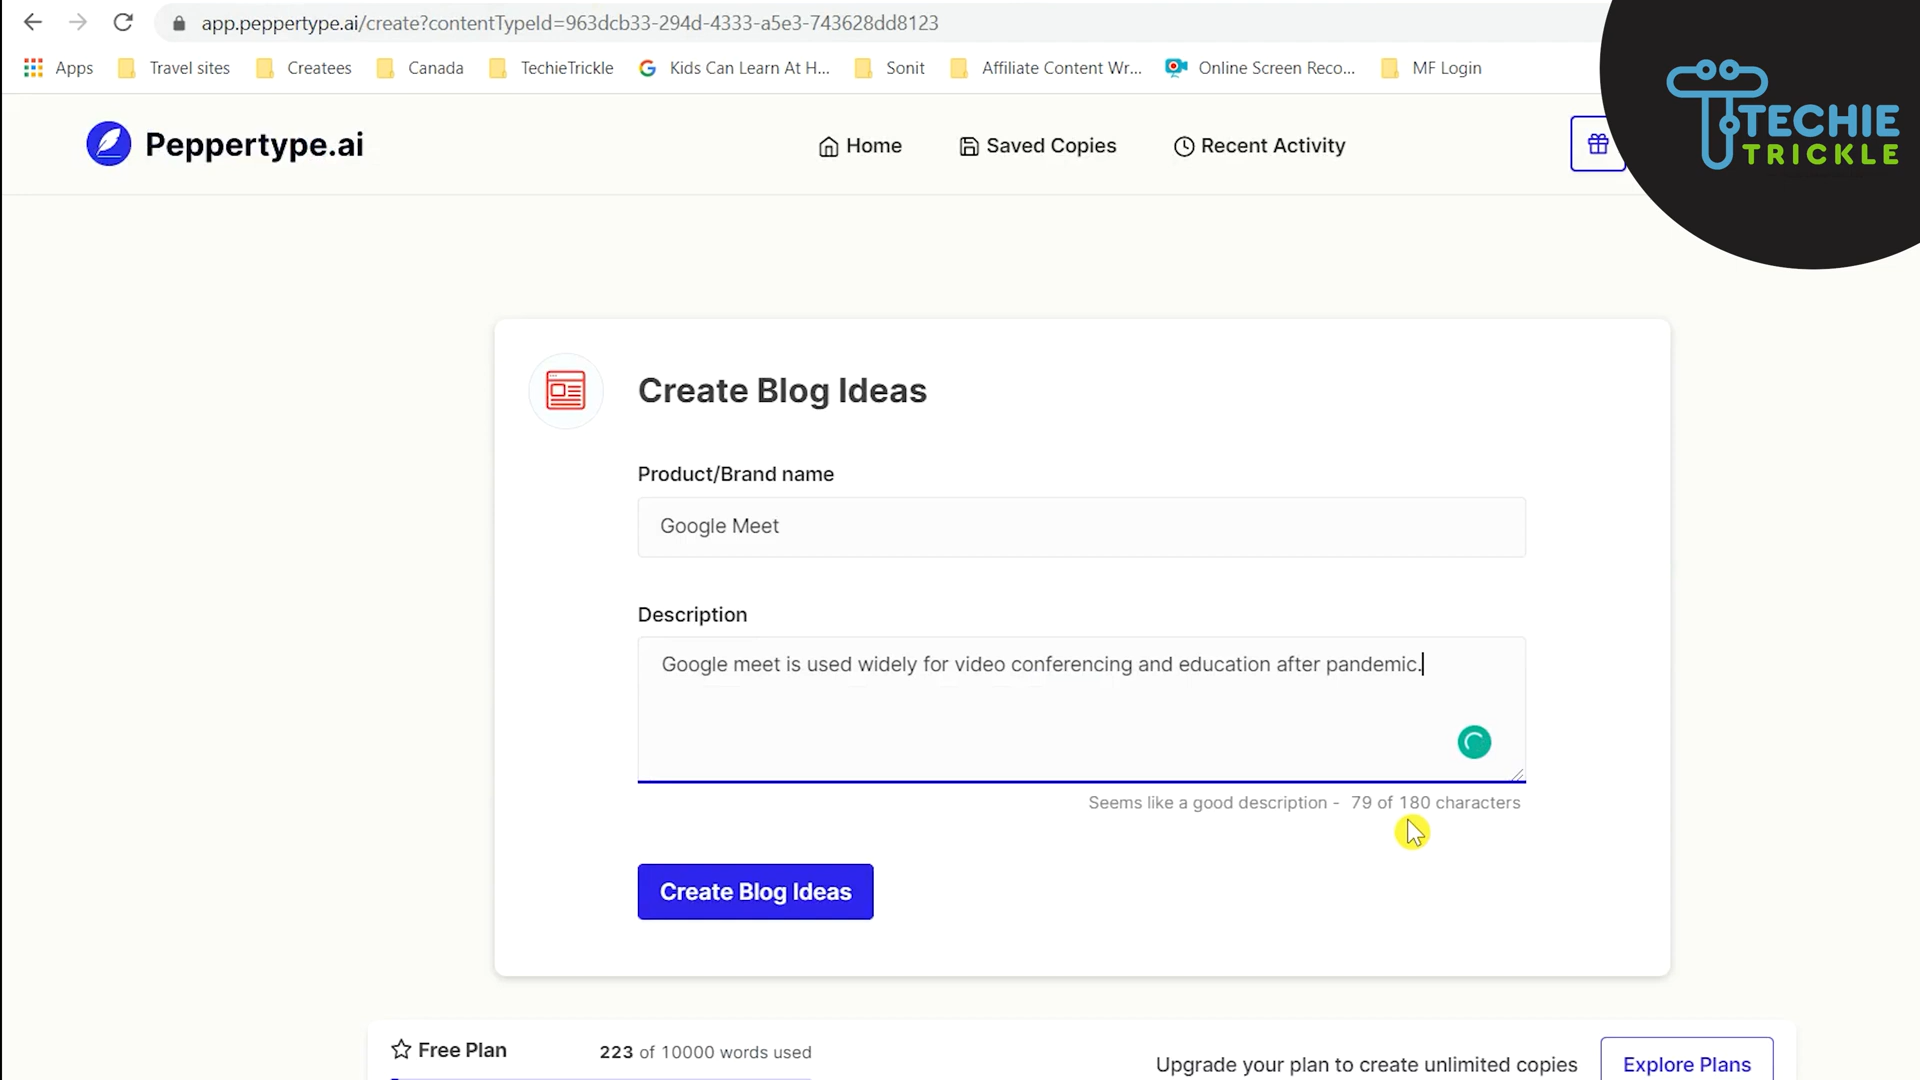 app.peppertype.ai/create?contentTypeId=963dcb33-294d-4333-a5e3-743628dd8123
Apps Travel sites Createes Canada TechieTrickle Kids Can Learn At H... Sonit Affiliate Content Wr... Online Screen Reco... MF Login
TECHIE
TRICKLE
Peppertype.ai Home Saved Copies Recent Activity
Create Blog Ideas
Product/Brand name
Google Meet
Description
Google meet is used widely for video conferencing and education after pandemic.
Seems like a good description - 79 of 180 characters
Create Blog Ideas
Free Plan 223 of 10000 words used
Upgrade your plan to create unlimited copies Explore Plans